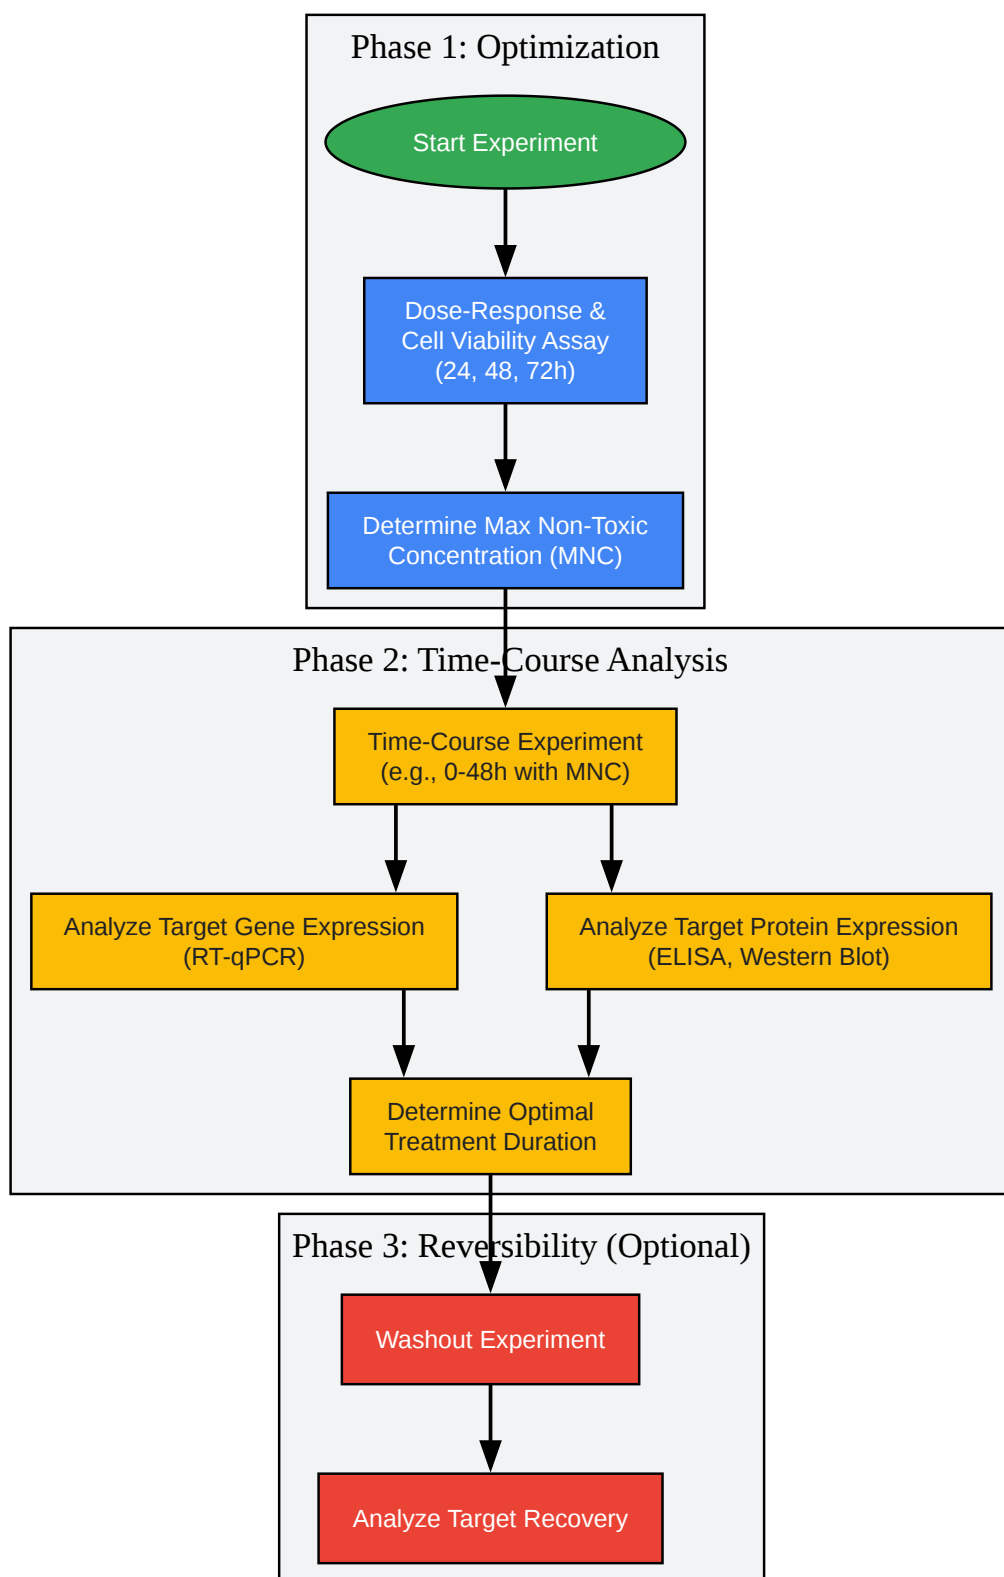 Phase 1: Optimization
Start Experiment
Dose-Response &
Cell Viability Assay
(24, 48, 72h)
Determine Max Non-Toxic
Concentration (MNC)
Phase 2: Time-Course Analysis
Time-Course Experiment
(e.g., 0-48h with MNC)
Analyze Target Gene Expression
(RT-qPCR)
Analyze Target Protein Expression
(ELISA, Western Blot)
Determine Optimal
Treatment Duration
Phase 3: Reversibility (Optional)
Washout Experiment
Analyze Target Recovery